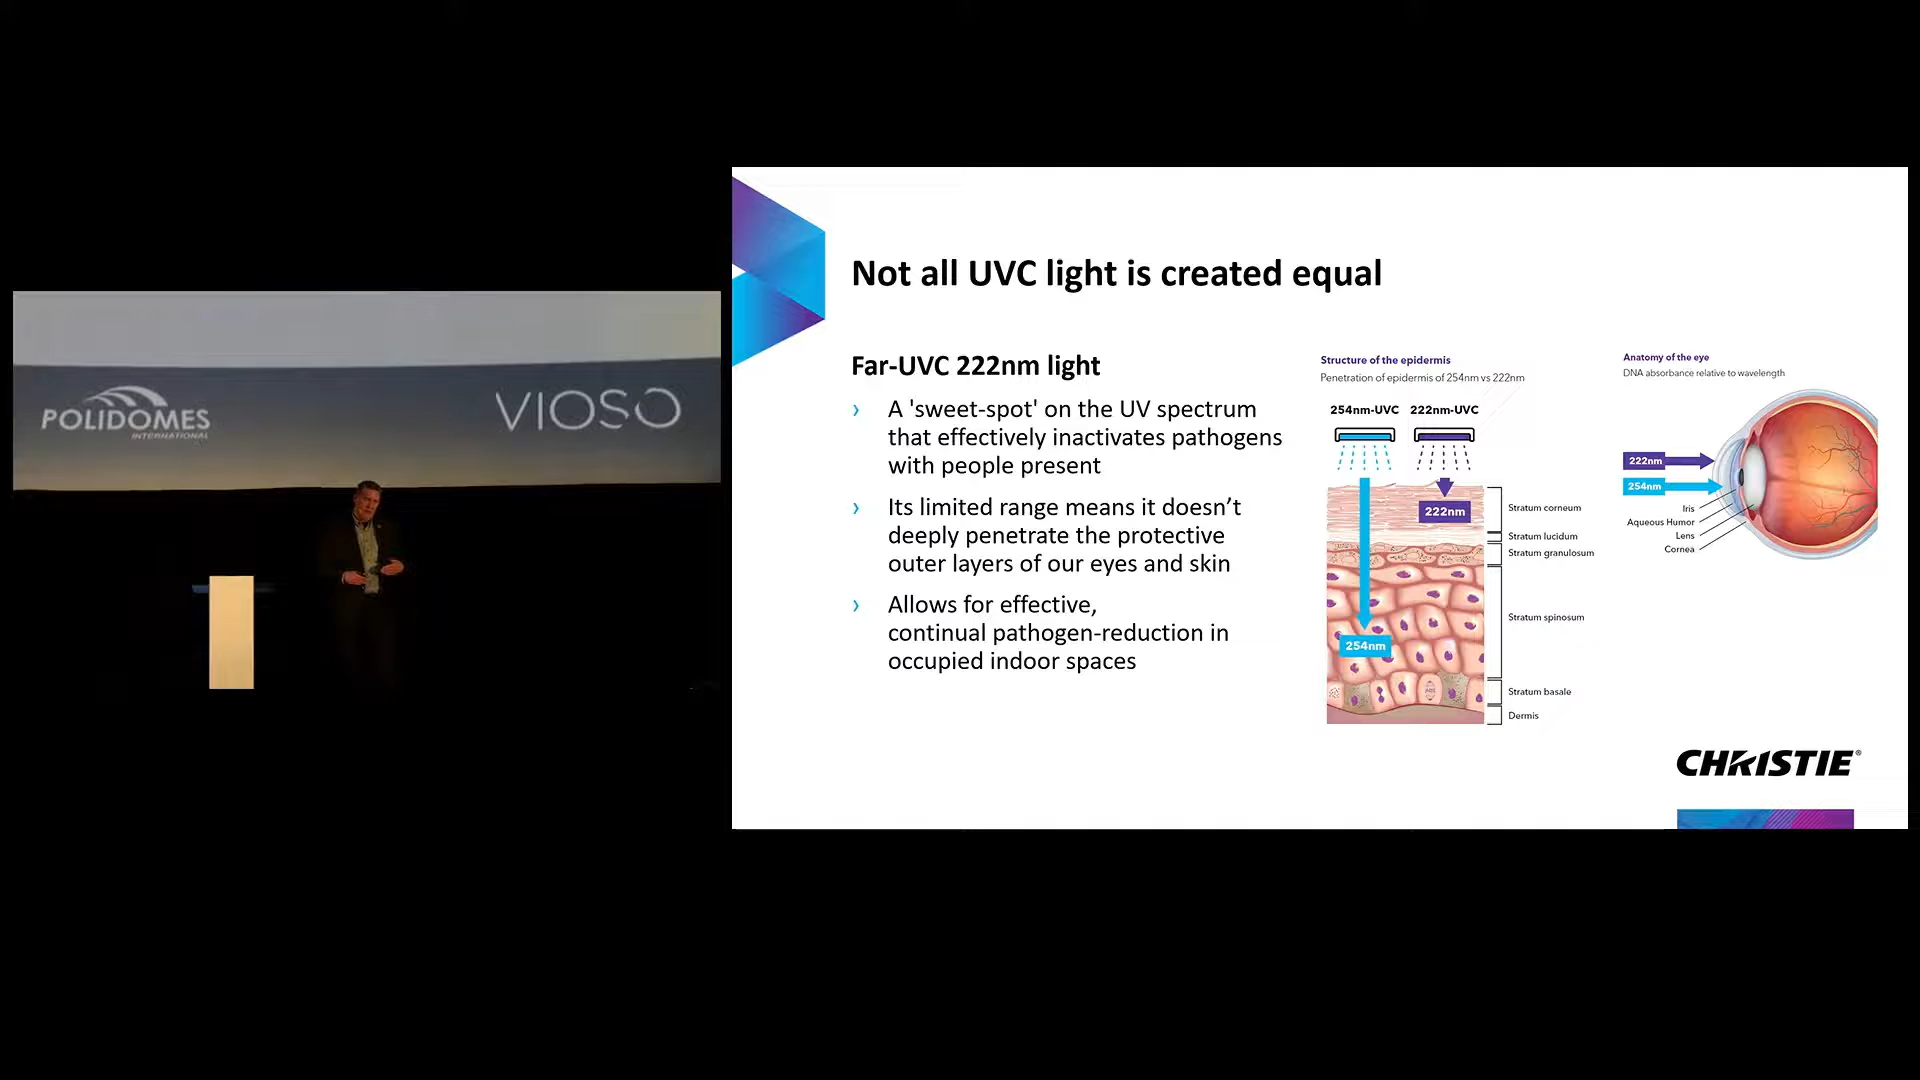 POLIDOMES
INTERNATIONAL
VIOSO
Not all UVC light is created equal
Far-UVC 222nm light
› A 'sweet-spot' on the UV spectrum
that effectively inactivates pathogens
with people present
› Its limited range means it doesn’t
deeply penetrate the protective
outer layers of our eyes and skin
› Allows for effective,
continual pathogen-reduction in
occupied indoor spaces
Structure of the epidermis
Penetration of epidermis of 254nm vs 222nm
254nm-UVC 222nm-UVC
222nm
254nm
Stratum corneum
Stratum lucidum
Stratum granulosum
Stratum spinosum
Stratum basale
Dermis
Anatomy of the eye
DNA absorbance relative to wavelength
222nm
254nm
Iris
Aqueous Humor
Lens
Cornea
CHRISTIE®